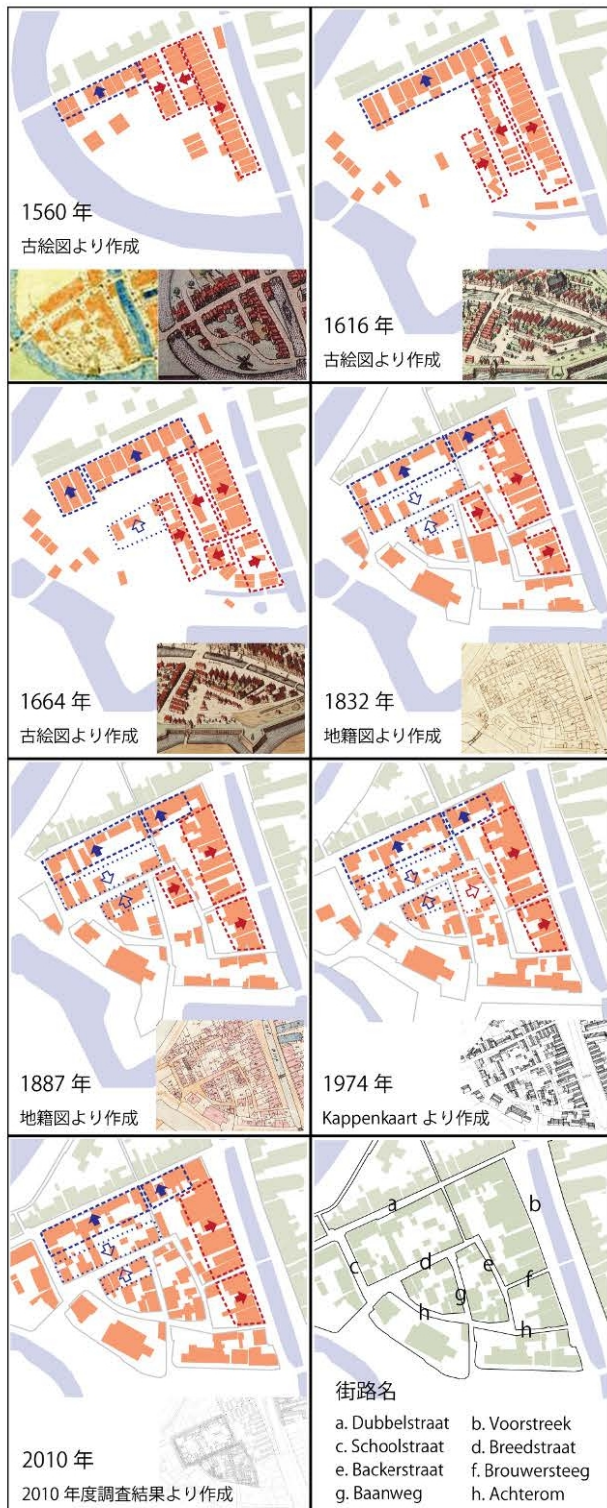 1560 年
古絵図より作成
1616 年
古絵図より作成
1664 年
古絵図より作成
1832 年
地籍図より作成
1887 年
地籍図より作成
1974 年
Kappenkaart より作成
2010 年
2010 年度調査結果より作成
a
b
c
d
e
f
g
h
h
街路名
a. Dubbelstraat b. Voorstreek
c. Schoolstraat d. Breedstraat
e. Backerstraat f. Brouwersteeg
g. Baanweg h. Achterom